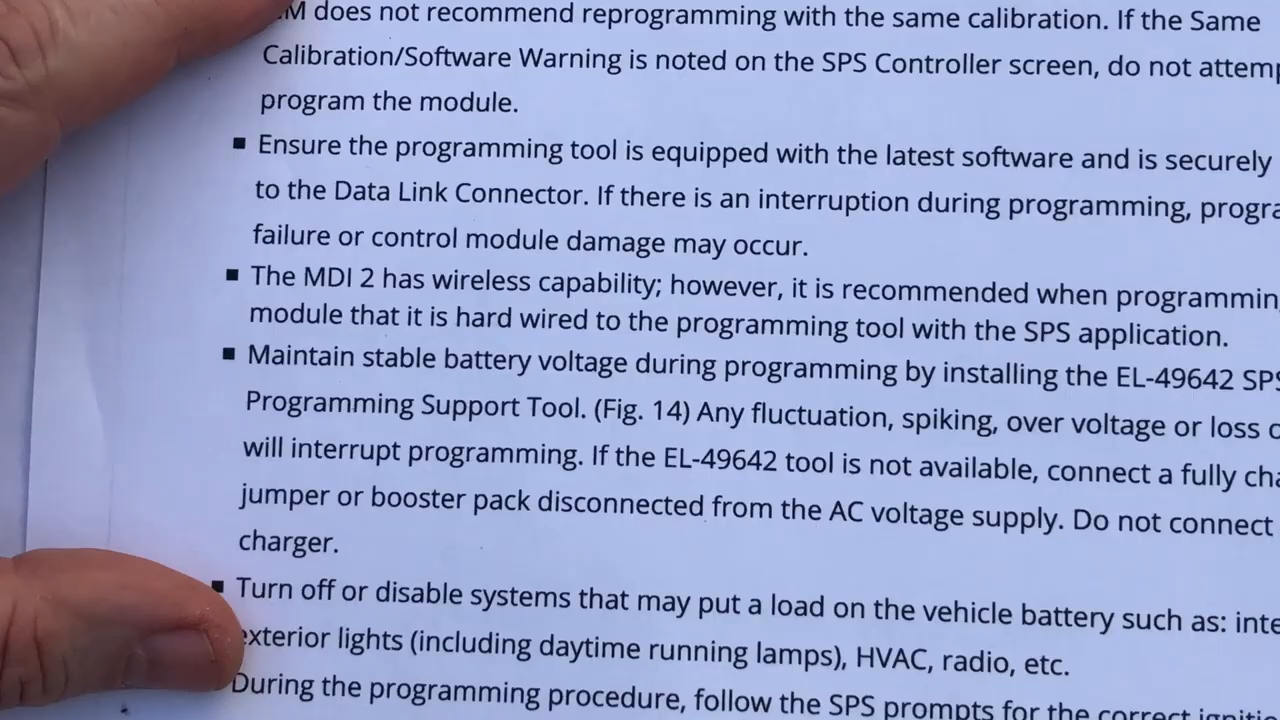 M does not recommend reprogramming with the same calibration. If the Same
Calibration/Software Warning is noted on the SPS Controller screen, do not
program the module.
▪ Ensure the programming tool is equipped with the latest software and is securely
to the Data Link Connector. If there is an interruption during programming,
failure or control module damage may occur.
▪ The MDI 2 has wireless capability; however, it is recommended when
module that it is hard wired to the programming tool with the SPS application.
▪ Maintain stable battery voltage during programming by installing the EL-49642
Programming Support Tool. (Fig. 14) Any fluctuation, spiking, over voltage or loss
will interrupt programming. If the EL-49642 tool is not available, connect a fully
jumper or booster pack disconnected from the AC voltage supply. Do not connect
charger.
▪ Turn off or disable systems that may put a load on the vehicle battery such as:
exterior lights (including daytime running lamps), HVAC, radio, etc.
During the programming procedure, follow the SPS prompts for the correct